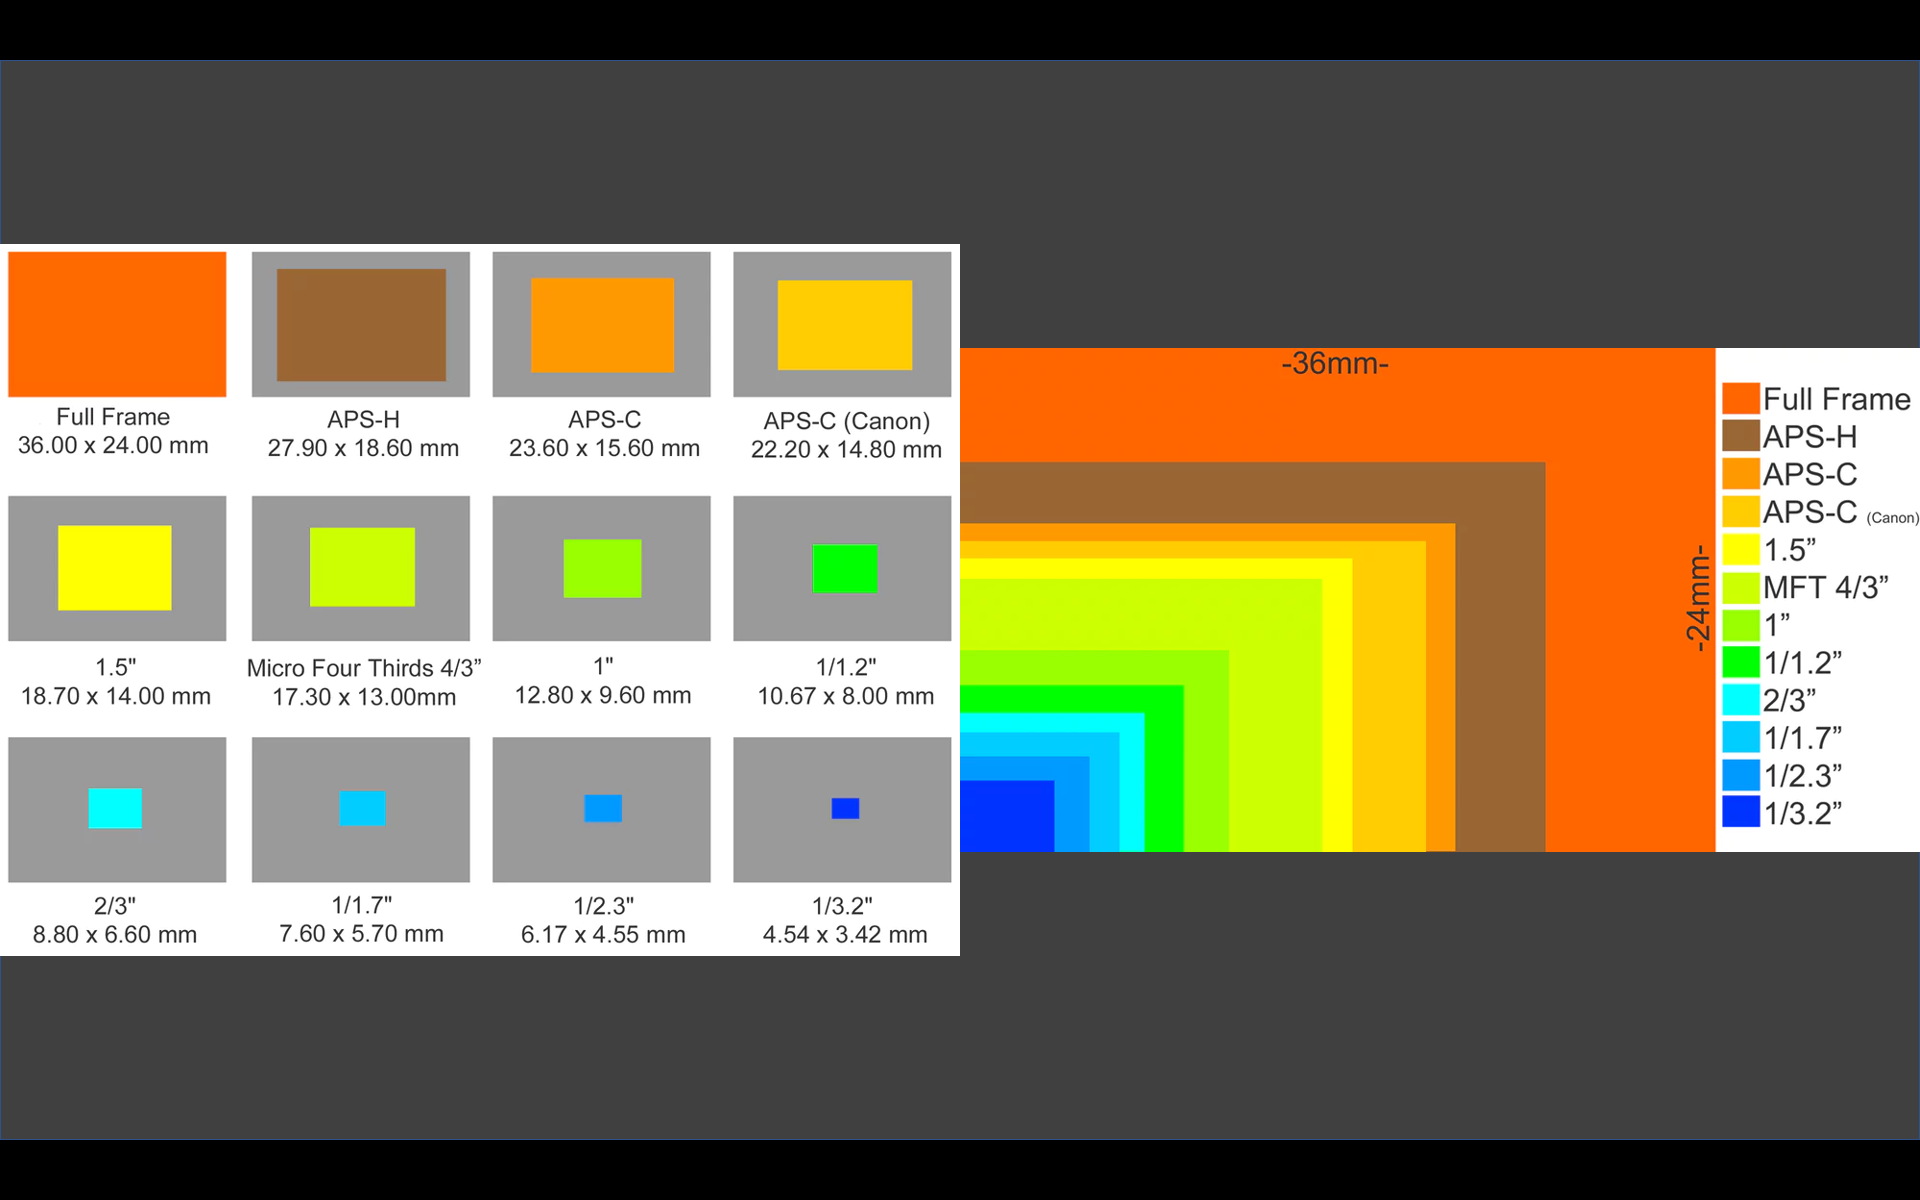 Full Frame
36.00 x 24.00 mm
APS-H
27.90 x 18.60 mm
APS-C
23.60 x 15.60 mm
APS-C (Canon)
22.20 x 14.80 mm
1.5"
18.70 x 14.00 mm
Micro Four Thirds 4/3”
17.30 x 13.00mm
1"
12.80 x 9.60 mm
1/1.2"
10.67 x 8.00 mm
2/3"
8.80 x 6.60 mm
1/1.7"
7.60 x 5.70 mm
1/2.3"
6.17 x 4.55 mm
1/3.2"
4.54 x 3.42 mm
-36mm-
-24mm-
Full Frame
APS-H
APS-C
APS-C (Canon)
1.5”
MFT 4/3”
1”
1/1.2”
2/3”
1/1.7”
1/2.3”
1/3.2”